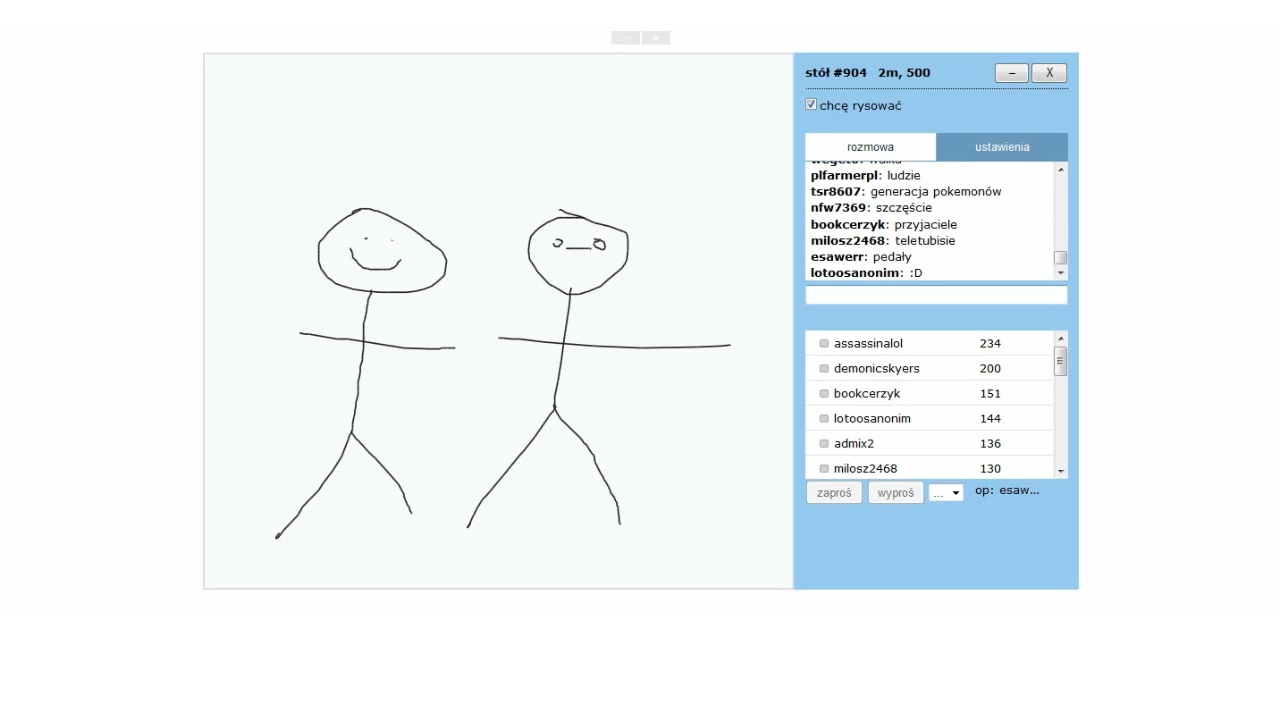 stół #904 2m, 500
– X
chcę rysować
rozmowa ustawienia
plfarmerpl: ludzie
tsr8607: generacja pokemonów
nfw7369: szczęście
bookcerzyk: przyjaciele
milosz2468: teletubisie
esawerr: pedały
lotoosanonim: :D
assassinalol 234
demonicskyers 200
bookcerzyk 151
lotoosanonim 144
admix2 136
milosz2468 130
zaproś wyproś ... op: esaw...